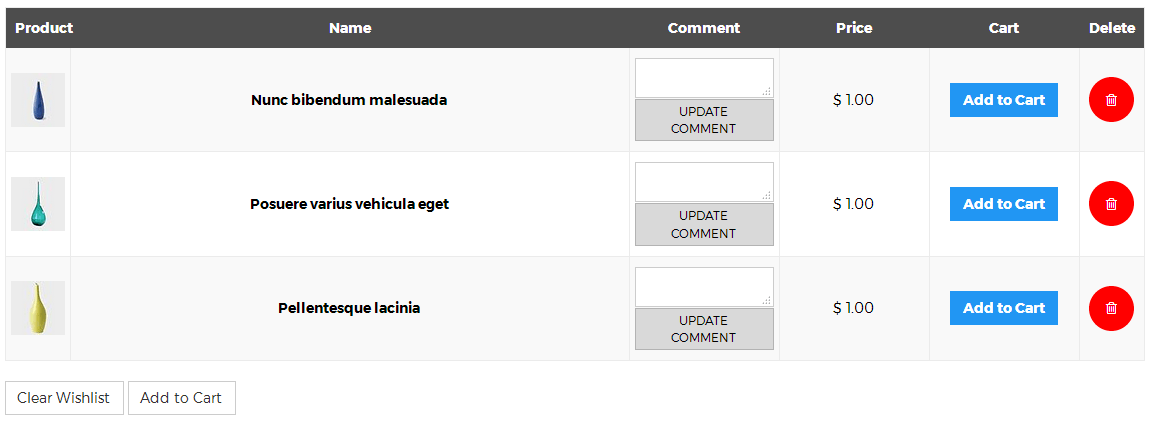 Product Name Comment Price Cart Delete
Nunc bibendum malesuada $ 1.00 Add to Cart
UPDATE
COMMENT
Posuere varius vehicula eget $ 1.00 Add to Cart
UPDATE
COMMENT
Pellentesque lacinia $ 1.00 Add to Cart
UPDATE
COMMENT
Clear Wishlist Add to Cart